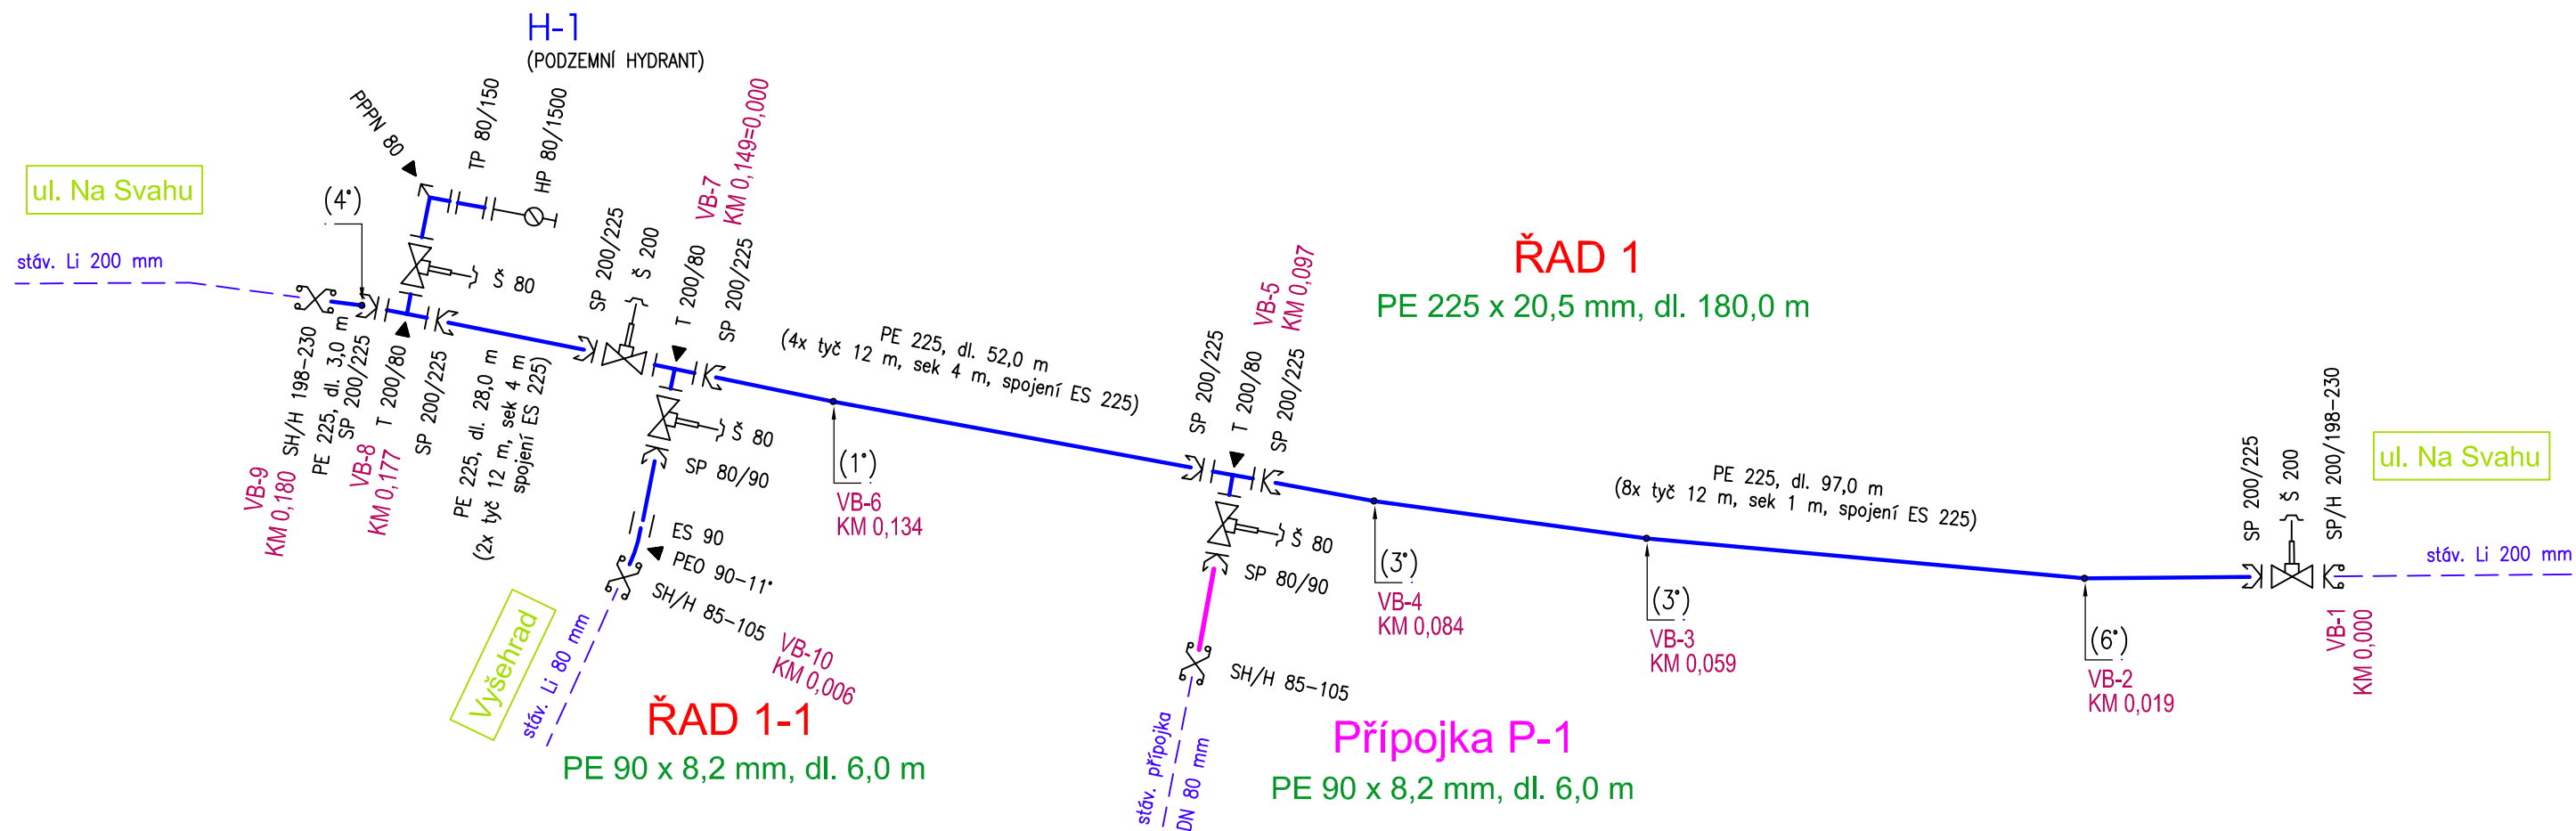 H-1
(PODZEMNÍ HYDRANT)
PPPN 80
TP 80/150
HP 80/1500
ul. Na Svahu
(4°)
stáv. Li 200 mm
Š 80
SP 200/225
Š 200
T 200/80
VB-7
KM 0,149=0,000
SP 200/225
VB-9
KM 0,180
SH/H 198-230
PE 225, dl. 3,0 m
SP 200/225
VB-8
KM 0,177
T 200/80
SP 200/225
PE 225, dl. 28,0 m
(2x tyč 12 m, sek 4 m
spojení ES 225)
PE 225, dl. 52,0 m
(4x tyč 12 m, sek 4 m, spojení ES 225)
Š 80
SP 80/90
(1°)
VB-6
KM 0,134
ES 90
PEO 90-11°
SH/H 85-105
VB-10
KM 0,006
Vyšehrad
stáv. Li 80 mm
ŘAD 1-1
PE 90 x 8,2 mm, dl. 6,0 m
ŘAD 1
PE 225 x 20,5 mm, dl. 180,0 m
SP 200/225
T 200/80
VB-5
KM 0,097
SP 200/225
PE 225, dl. 97,0 m
(8x tyč 12 m, sek 1 m, spojení ES 225)
Š 80
SP 80/90
(3°)
VB-4
KM 0,084
(3°)
VB-3
KM 0,059
(6°)
VB-2
KM 0,019
SH/H 85-105
stáv. přípojka
DN 80 mm
Přípojka P-1
PE 90 x 8,2 mm, dl. 6,0 m
SP 200/225
Š 200
SP/H 200/198-230
ul. Na Svahu
stáv. Li 200 mm
VB-1
KM 0,000